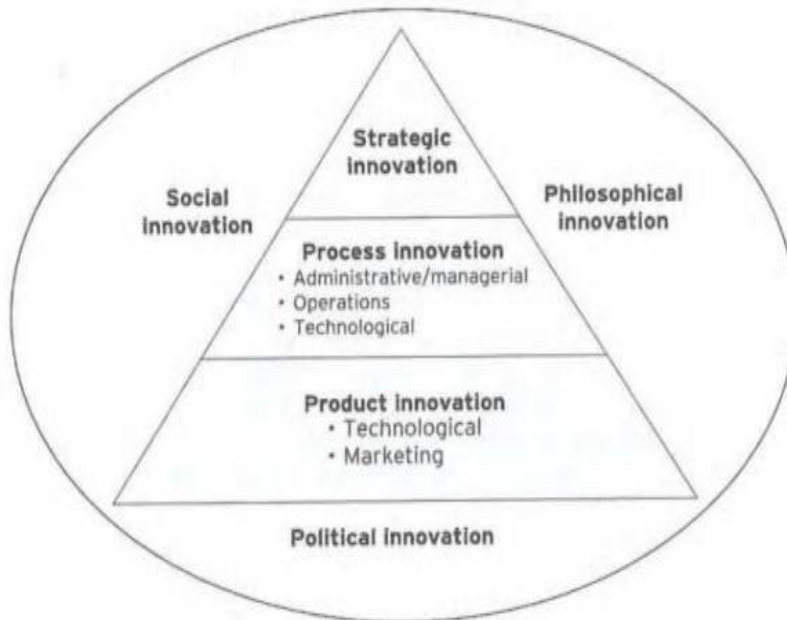 Strategic
innovation
Social
innovation
Philosophical
innovation
Process innovation
• Administrative/managerial
• Operations
• Technological
Product innovation
• Technological
• Marketing
Political innovation